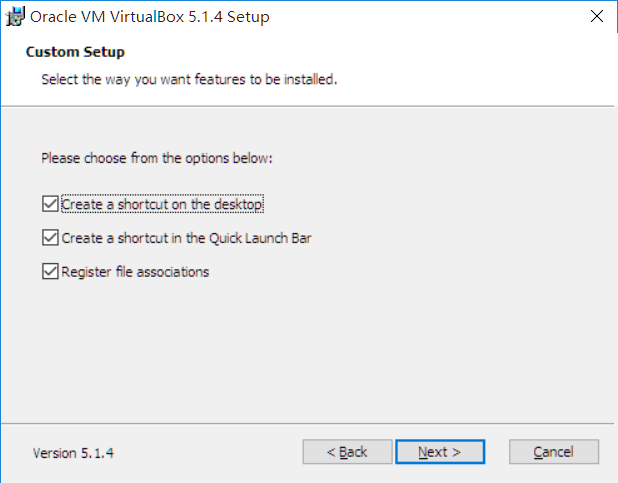 Oracle VM VirtualBox 5.1.4 Setup
Custom Setup
Select the way you want features to be installed.
Please choose from the options below:
Create a shortcut on the desktop
Create a shortcut in the Quick Launch Bar
Register file associations
Version 5.1.4
< Back
Next >
Cancel